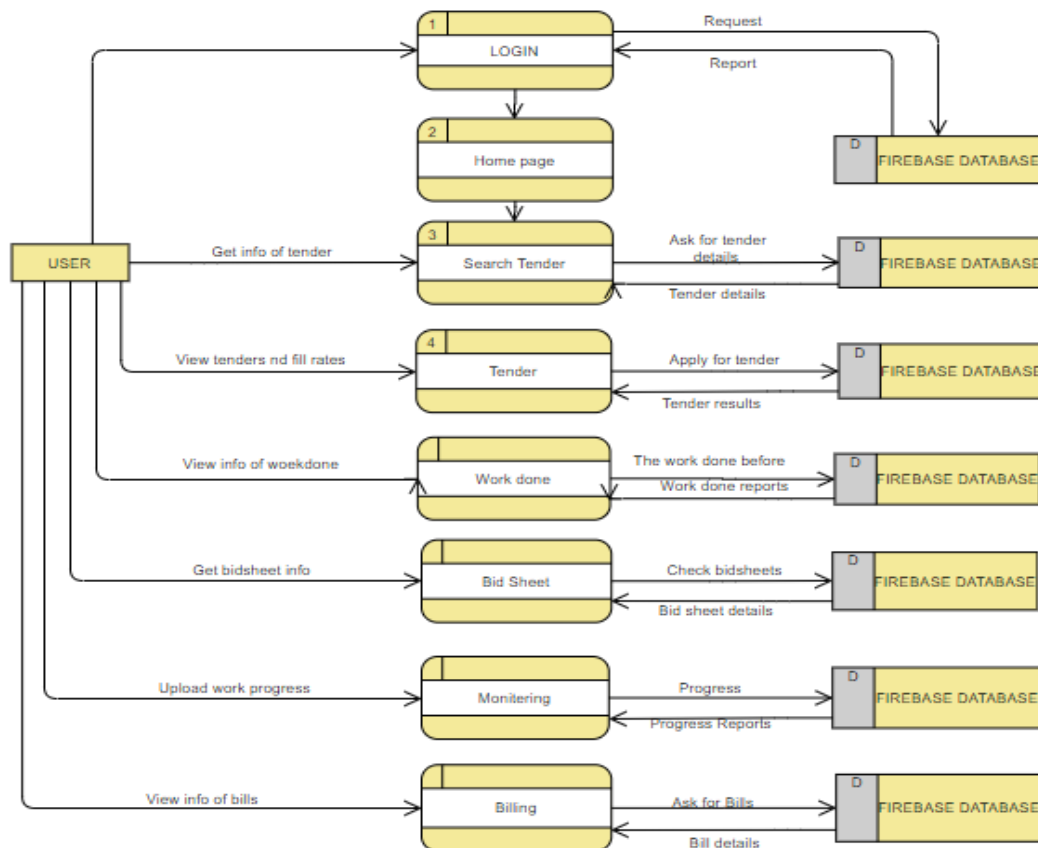 1
LOGIN
Request
Report
2
Home page
D
FIREBASE DATABASE
USER
Get info of tender
3
Search Tender
Ask for tender
details
Tender details
D
FIREBASE DATABASE
View tenders nd fill rates
4
Tender
Apply for tender
Tender results
D
FIREBASE DATABASE
View info of woekdone
Work done
The work done before
Work done reports
D
FIREBASE DATABASE
Get bidsheet info
Bid Sheet
Check bidsheets
Bid sheet details
D
FIREBASE DATABASE
Upload work progress
Monitering
Progress
Progress Reports
D
FIREBASE DATABASE
View info of bills
Billing
Ask for Bills
Bill details
D
FIREBASE DATABASE